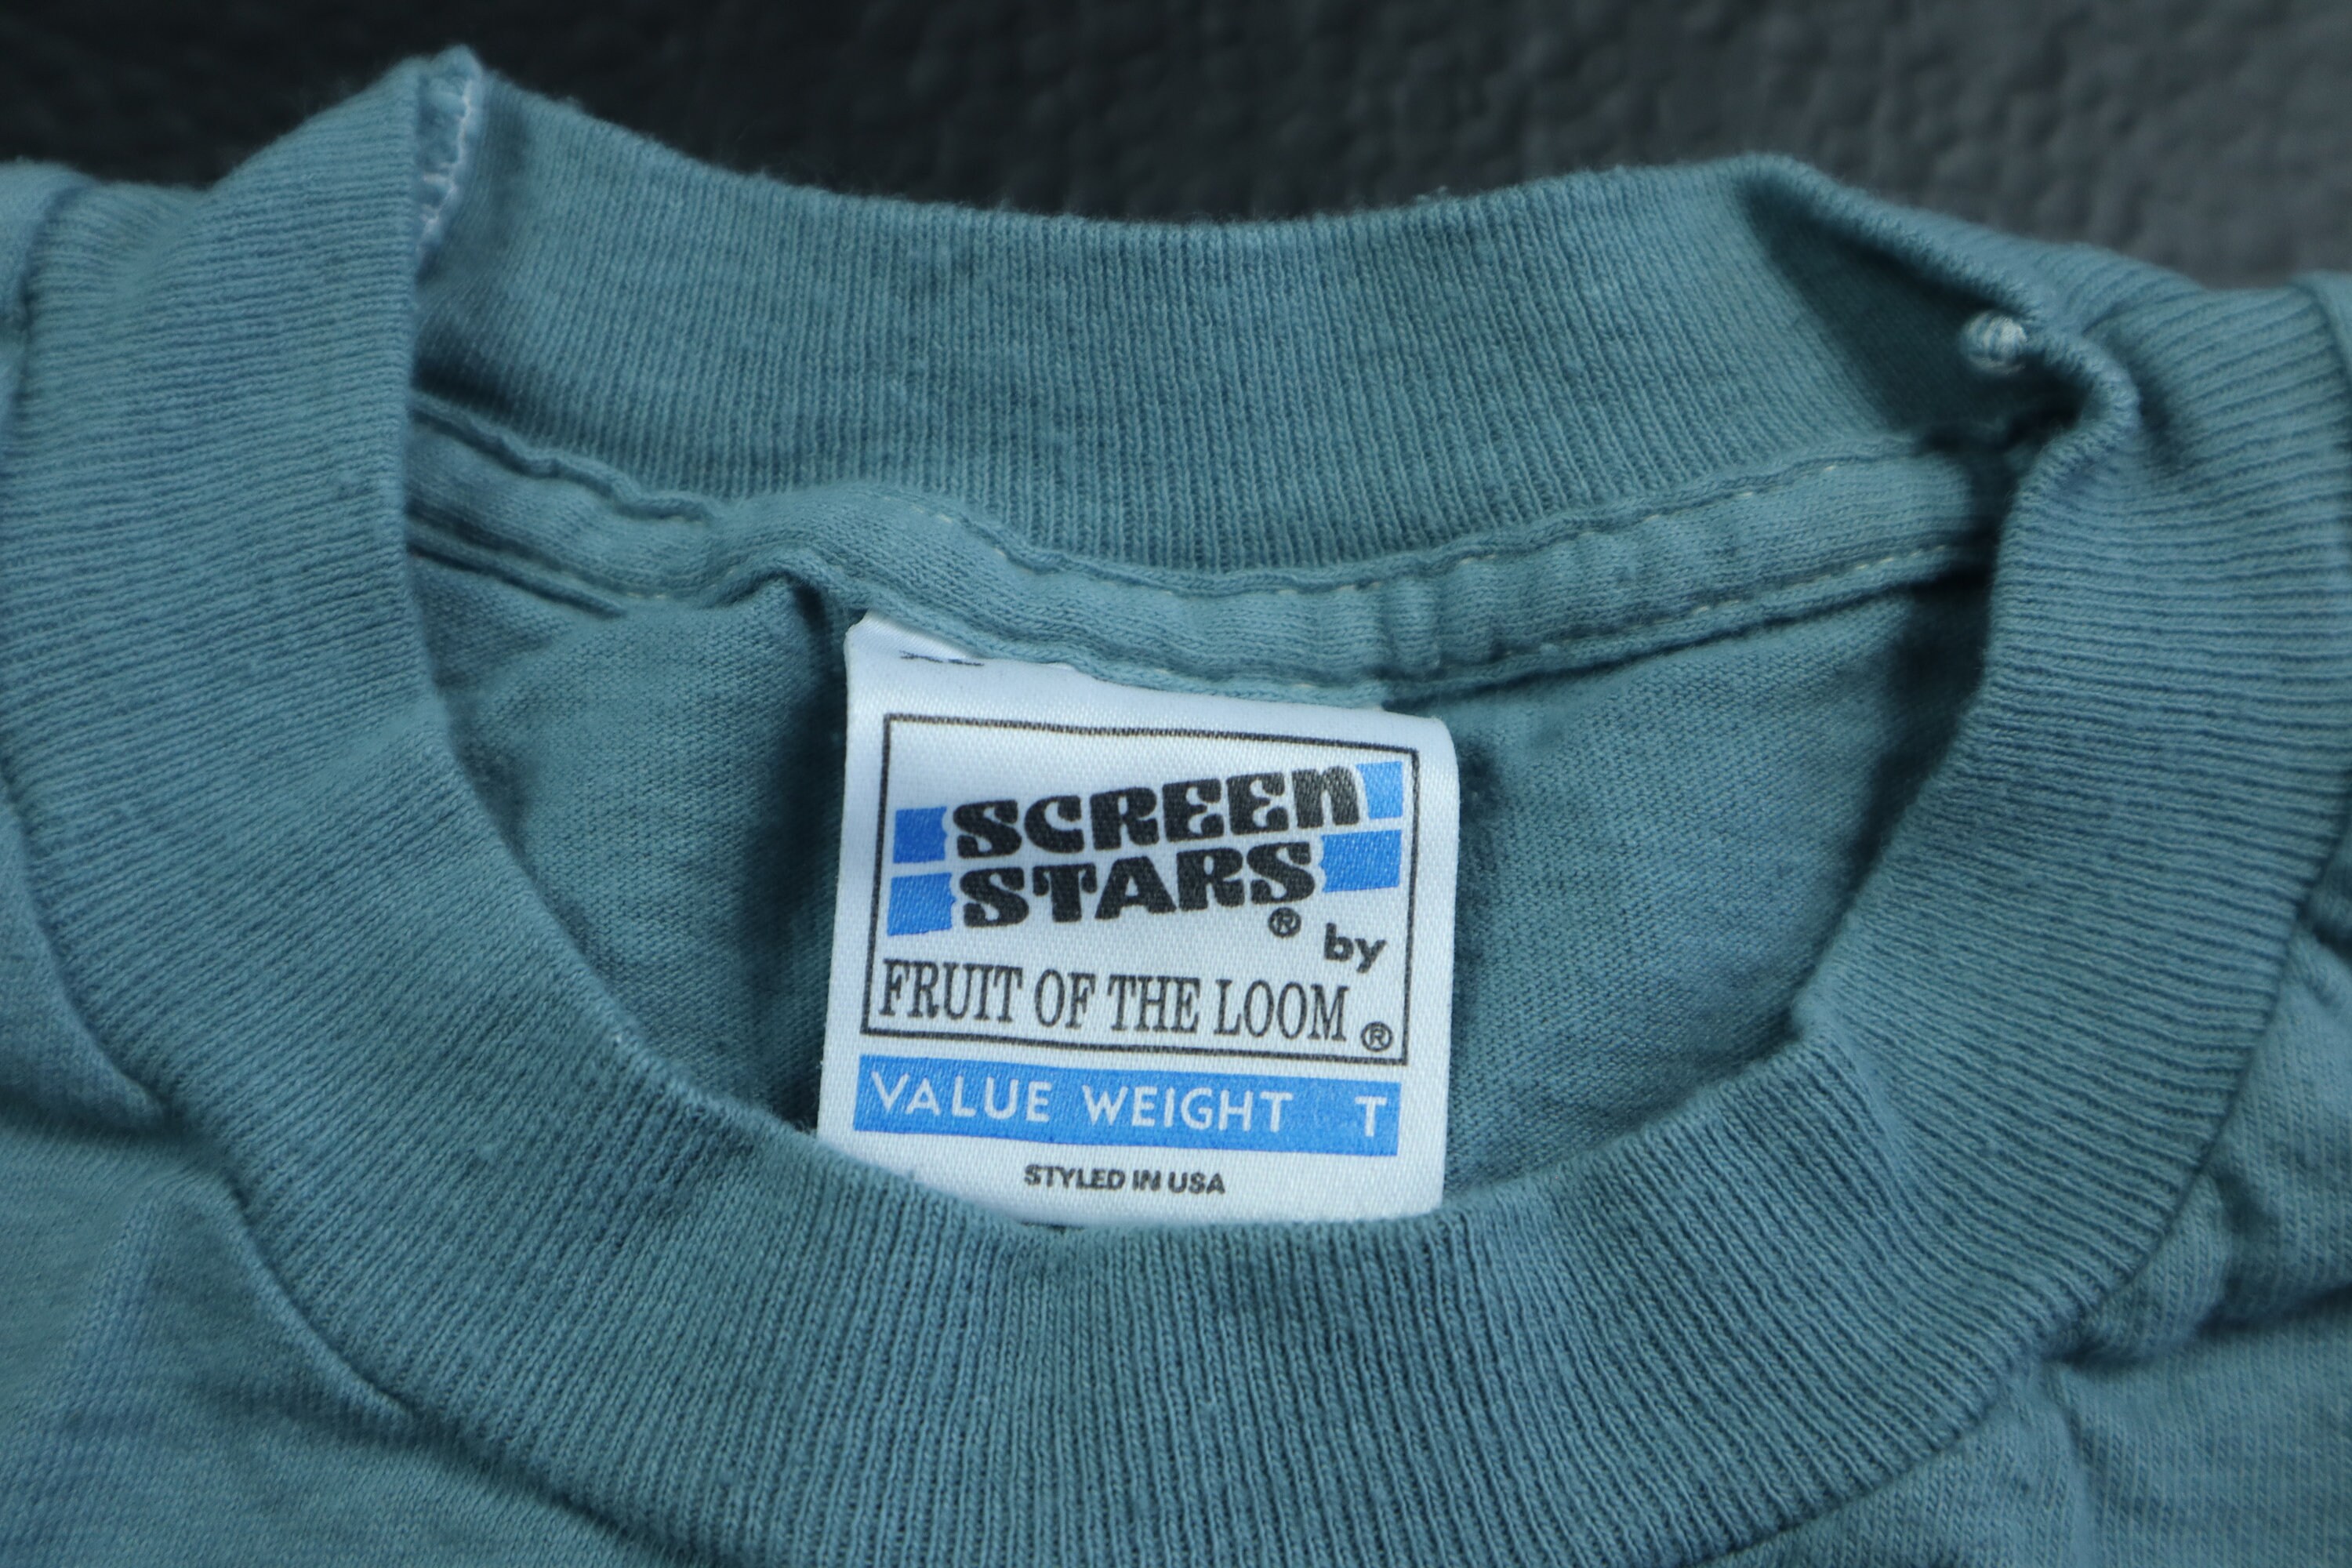 SCREEN
STARS® by
FRUIT OF THE LOOM®
VALUE WEIGHT T
STYLED IN USA